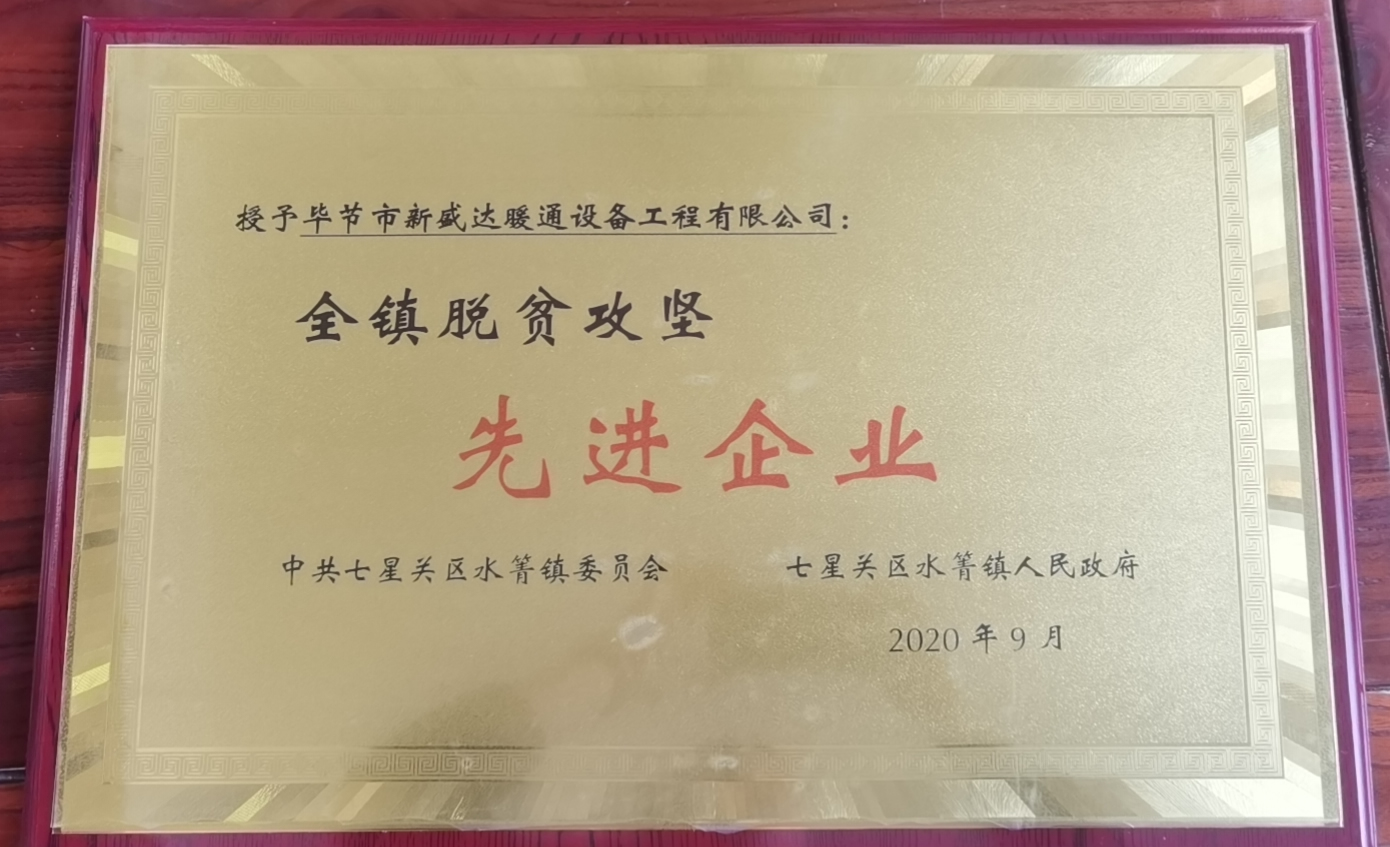 授予毕节市新盛达暖通设备工程有限公司：
全镇脱贫攻坚
先进企业
中共七星关区水箐镇委员会 七星关区水箐镇人民政府
2020年9月